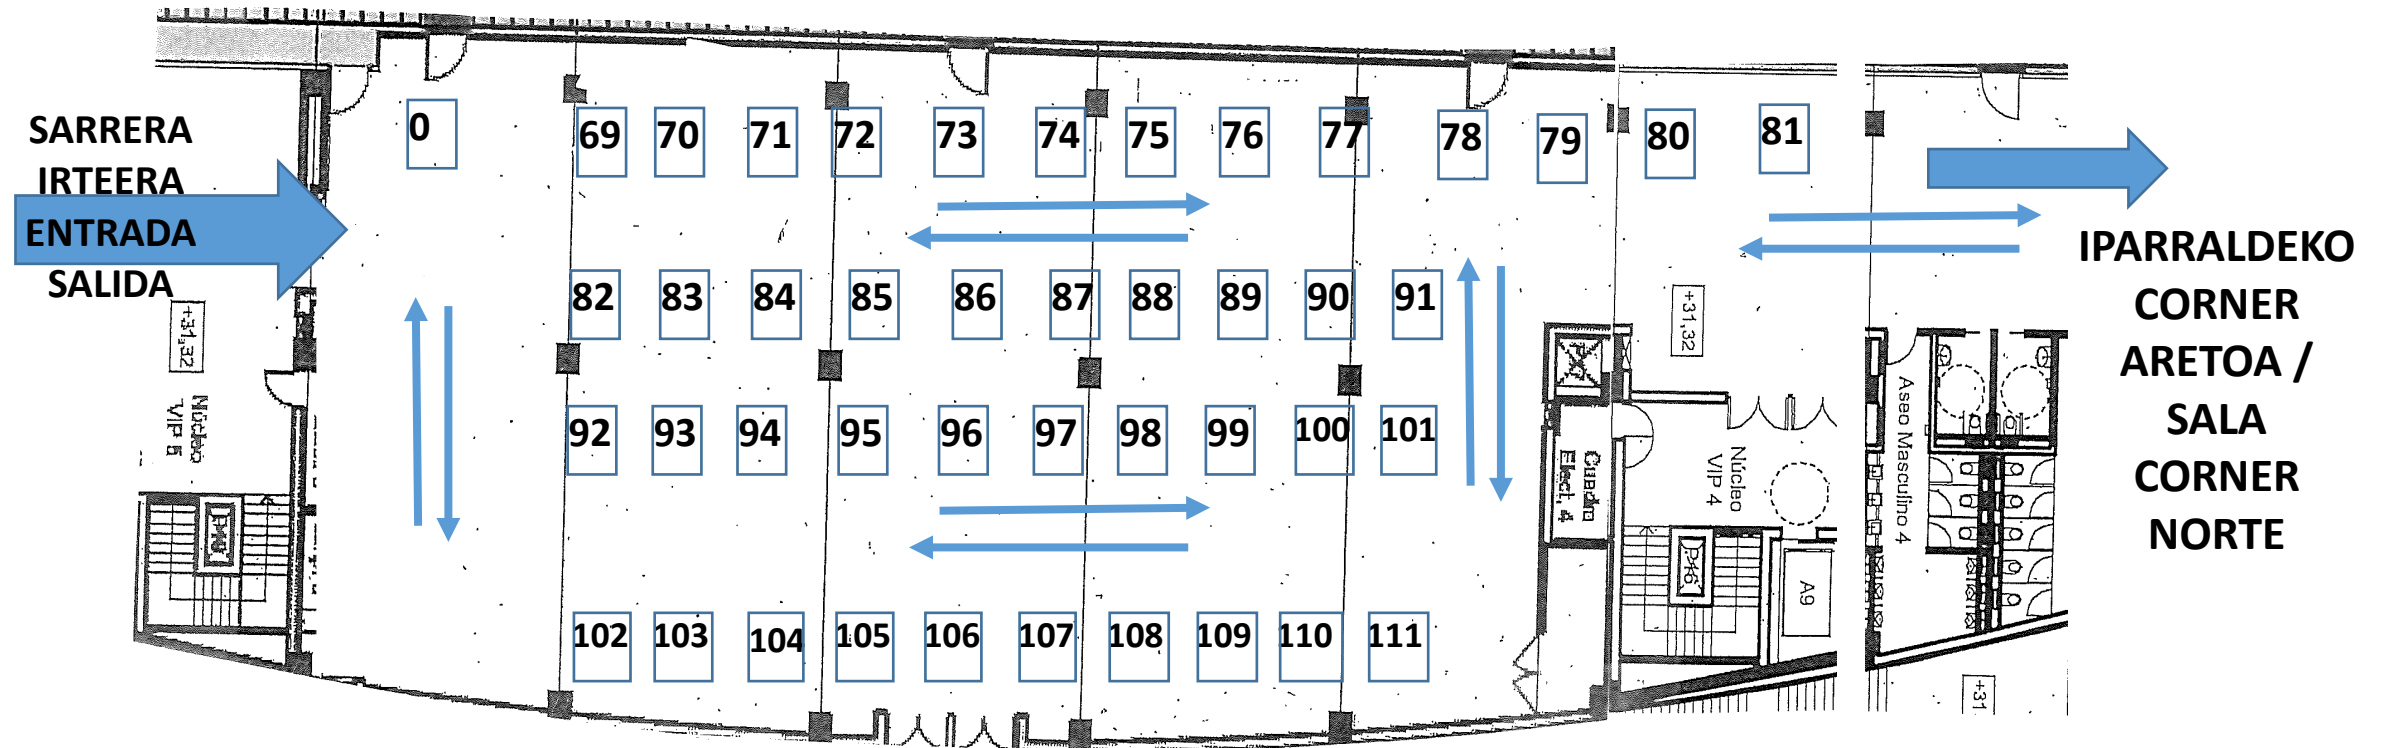 SARRERA
IRTEERA
ENTRADA
SALIDA
0
69 70 71 72 73 74 75 76 77 78 79 80 81
82 83 84 85 86 87 88 89 90 91
92 93 94 95 96 97 98 99 100 101
102 103 104 105 106 107 108 109 110 111
IPARRALDEKO
CORNER
ARETOA /
SALA
CORNER
NORTE
+31,32
Núcleo
VIP 5
+31,32
Cuadro
Elect. 4
Núcleo
VIP 4
Aseo Masculino 4
A9
+31